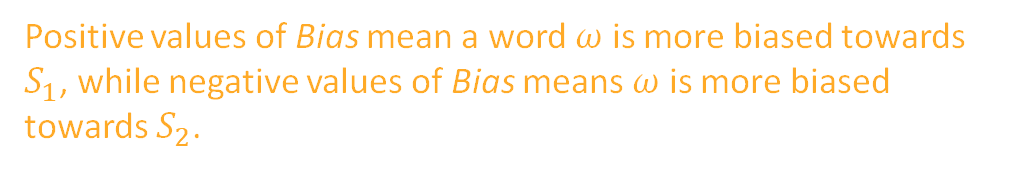 Positive values of Bias mean a word ω is more biased towards
S₁, while negative values of Bias means ω is more biased
towards S₂.